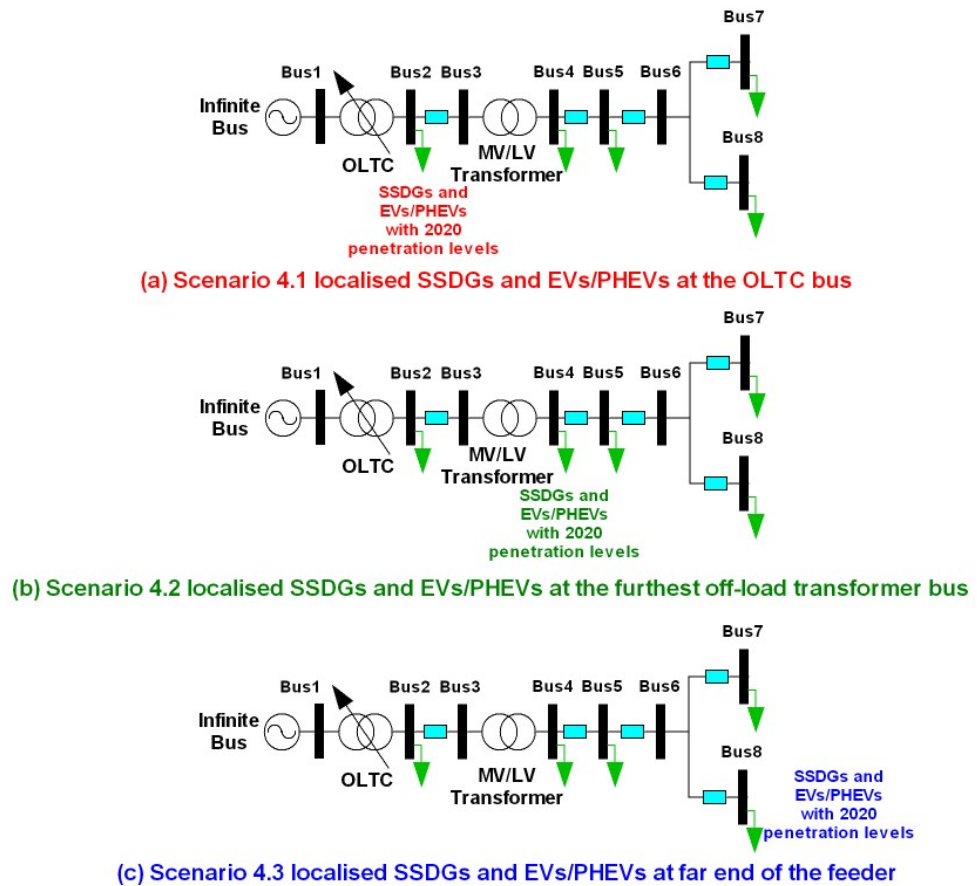 Bus7
Bus1
Bus2 Bus3
Bus4 Bus5
Bus6
Infinite
Bus
Bus8
OLTC
MV/LV
Transformer
SSDGs and
EVs/PHEVs
with 2020
penetration levels
(a) Scenario 4.1 localised SSDGs and EVs/PHEVs at the OLTC bus
Bus7
Bus1
Bus2 Bus3
Bus4 Bus5
Bus6
Infinite
Bus
Bus8
OLTC
MV/LV
Transformer
SSDGs and
EVs/PHEVs
with 2020
penetration levels
(b) Scenario 4.2 localised SSDGs and EVs/PHEVs at the furthest off-load transformer bus
Bus7
Bus1
Bus2 Bus3
Bus4 Bus5
Bus6
Infinite
Bus
Bus8
OLTC
MV/LV
Transformer
SSDGs and
EVs/PHEVs
with 2020
penetration levels
(c) Scenario 4.3 localised SSDGs and EVs/PHEVs at far end of the feeder